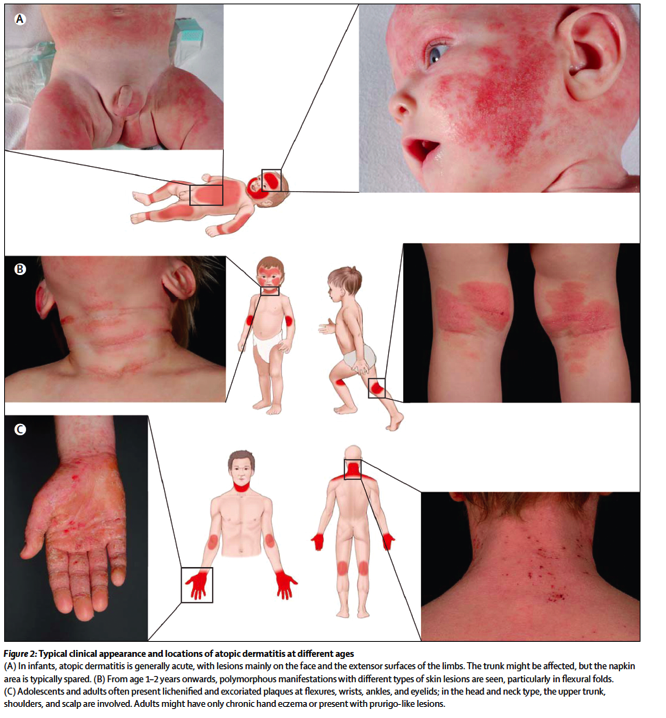 A
B
C
Figure 2: Typical clinical appearance and locations of atopic dermatitis at different ages
(A) In infants, atopic dermatitis is generally acute, with lesions mainly on the face and the extensor surfaces of the limbs. The trunk might be affected, but the napkin
area is typically spared. (B) From age 1–2 years onwards, polymorphous manifestations with different types of skin lesions are seen, particularly in flexural folds.
(C) Adolescents and adults often present lichenified and excoriated plaques at flexures, wrists, ankles, and eyelids; in the head and neck type, the upper trunk,
shoulders, and scalp are involved. Adults might have only chronic hand eczema or present with prurigo-like lesions.